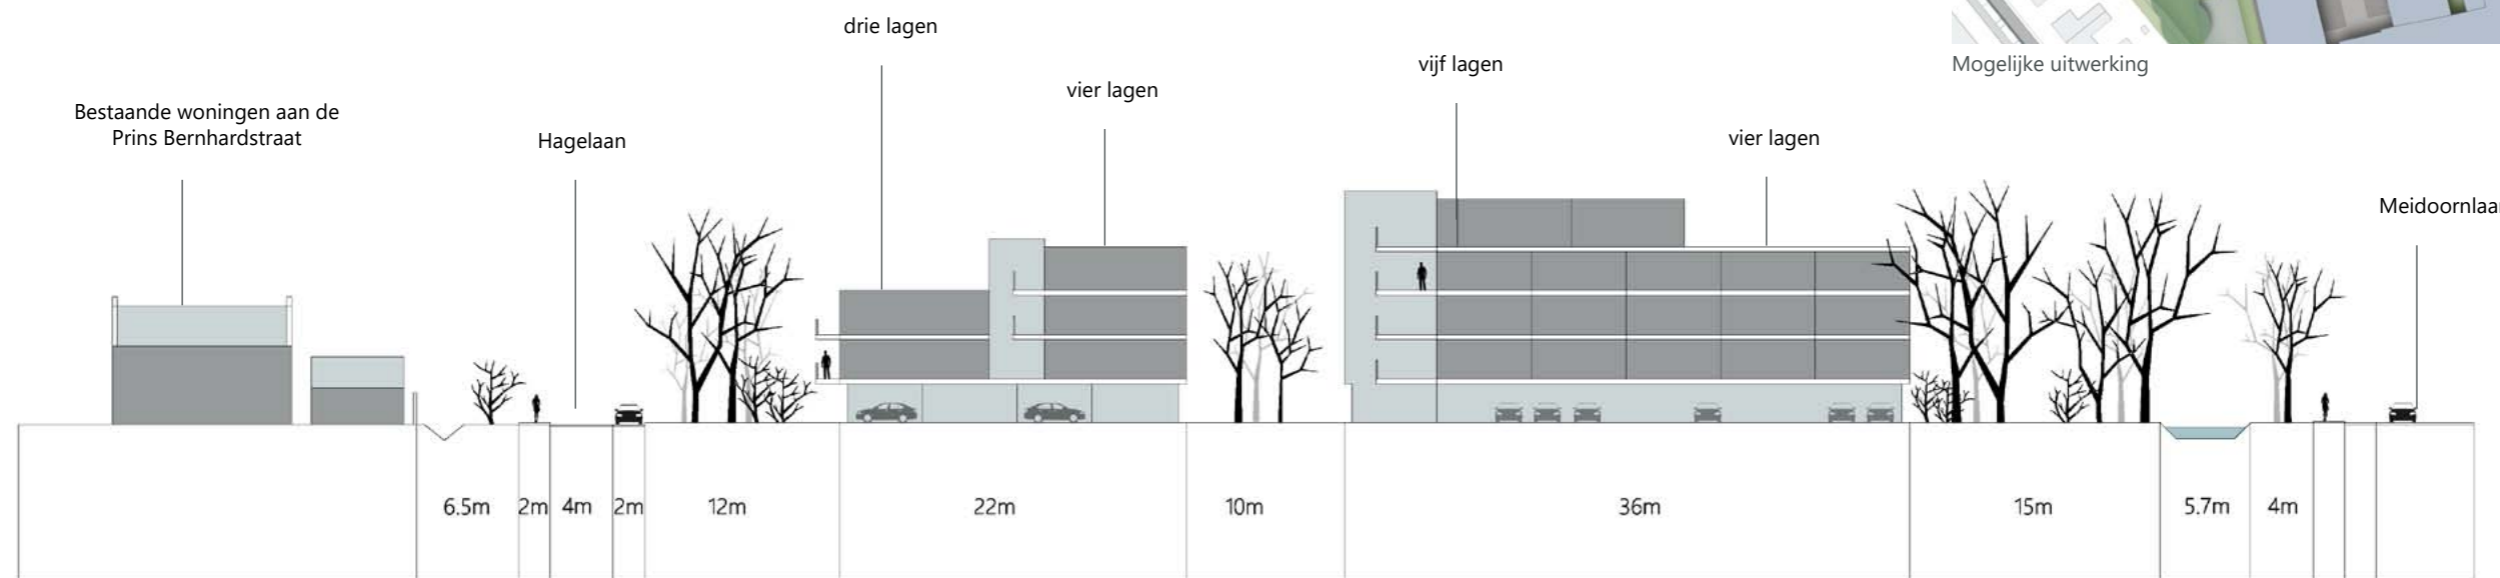 drie lagen
vier lagen
vijf lagen
Mogelijke uitwerking
Bestaande woningen aan de
Prins Bernhardstraat
Hagelaan
vier lagen
Meidoornlaan
6.5m 2m 4m 2m 12m 22m 10m 36m 15m 5.7m 4m